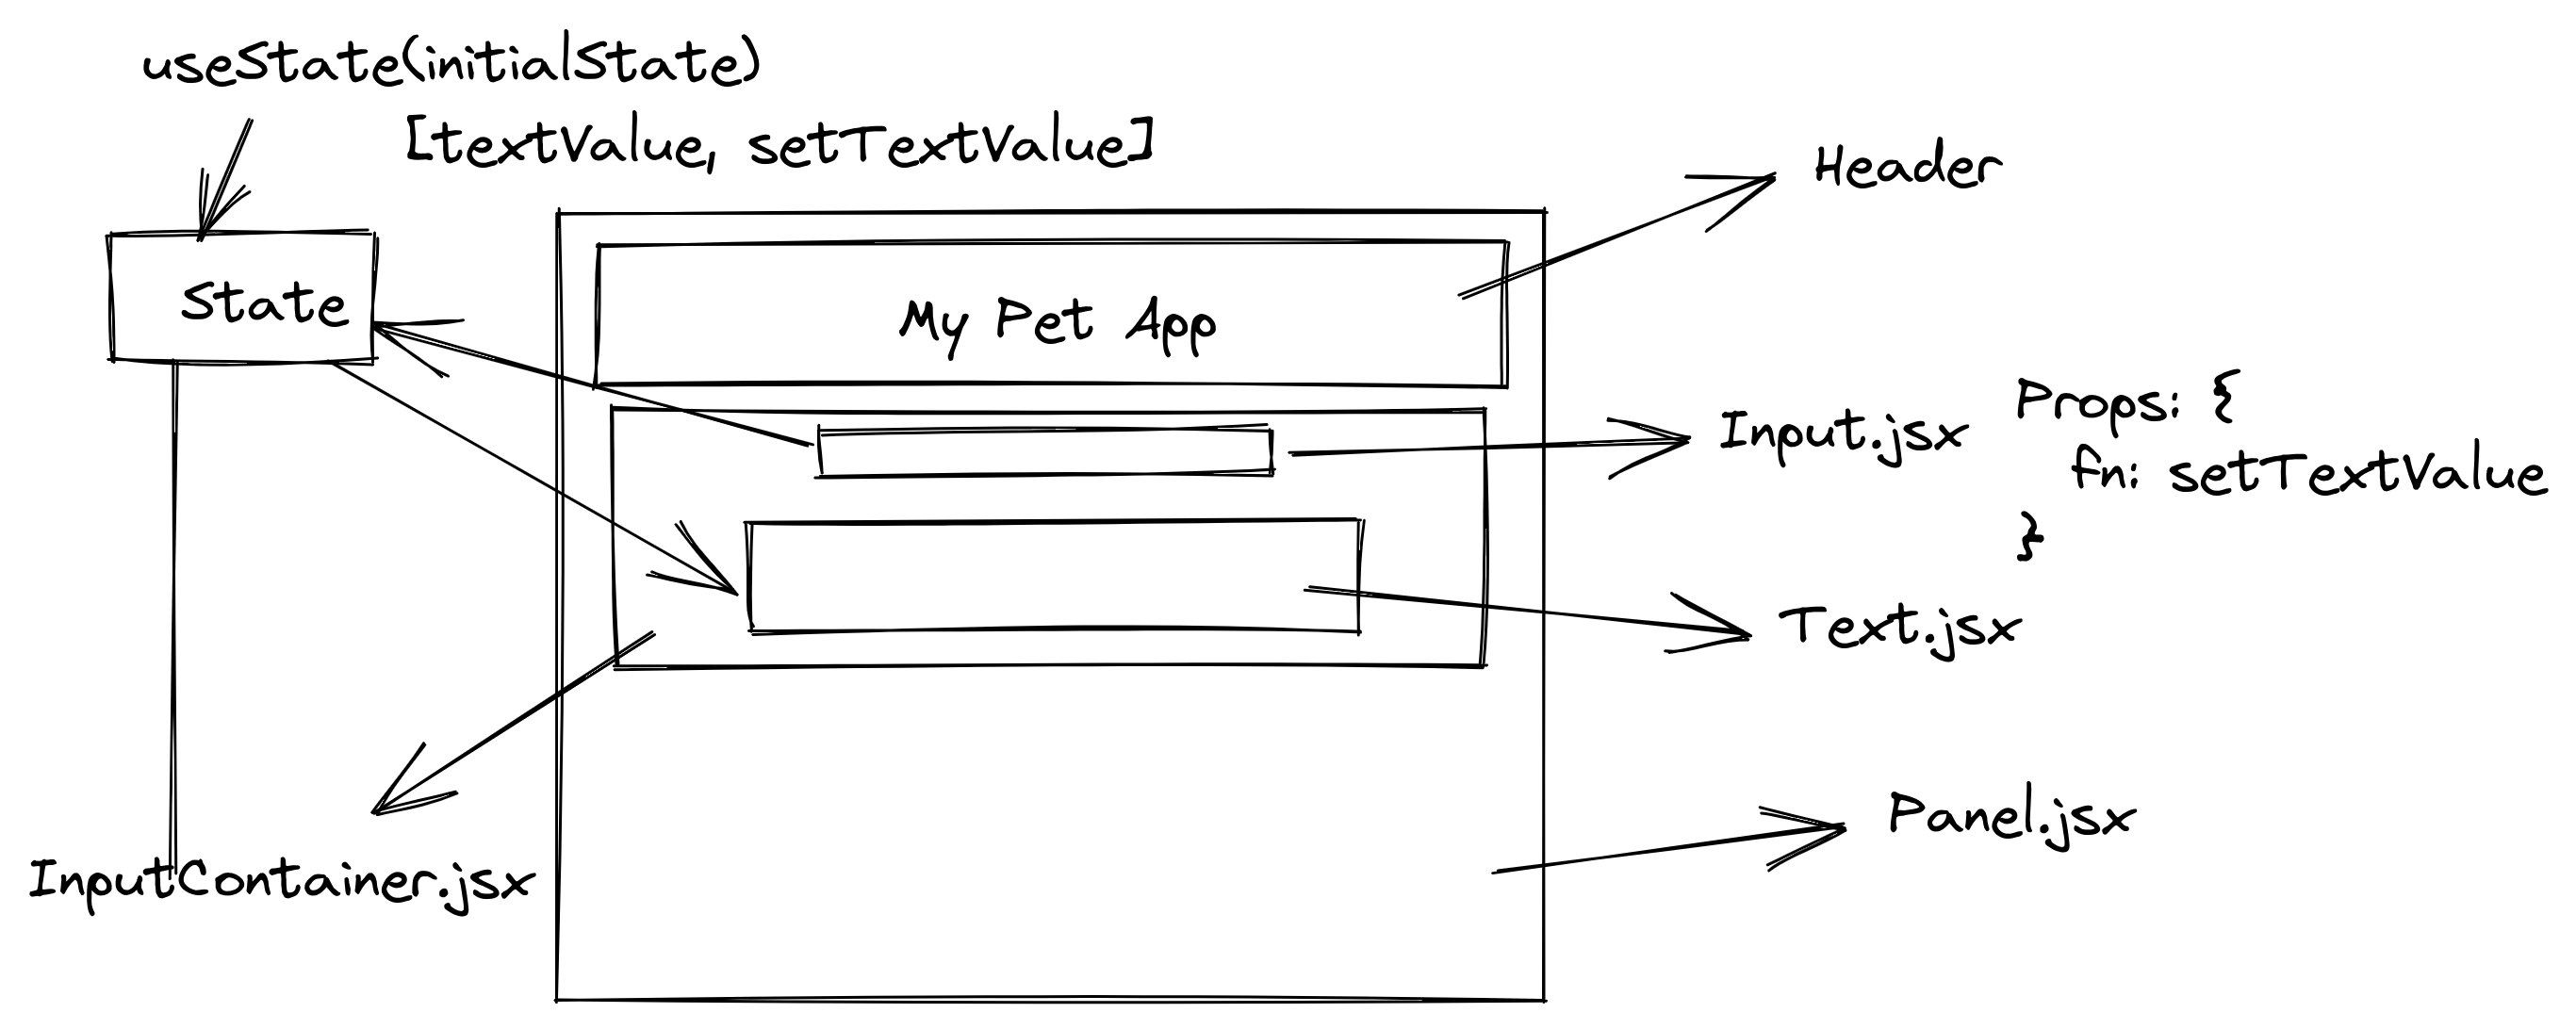 useState(initialState)
[textValue, setTextValue]
Header
State
My Pet App
Input.jsx
Props: {
fn: setTextValue
}
Text.jsx
Panel.jsx
InputContainer.jsx